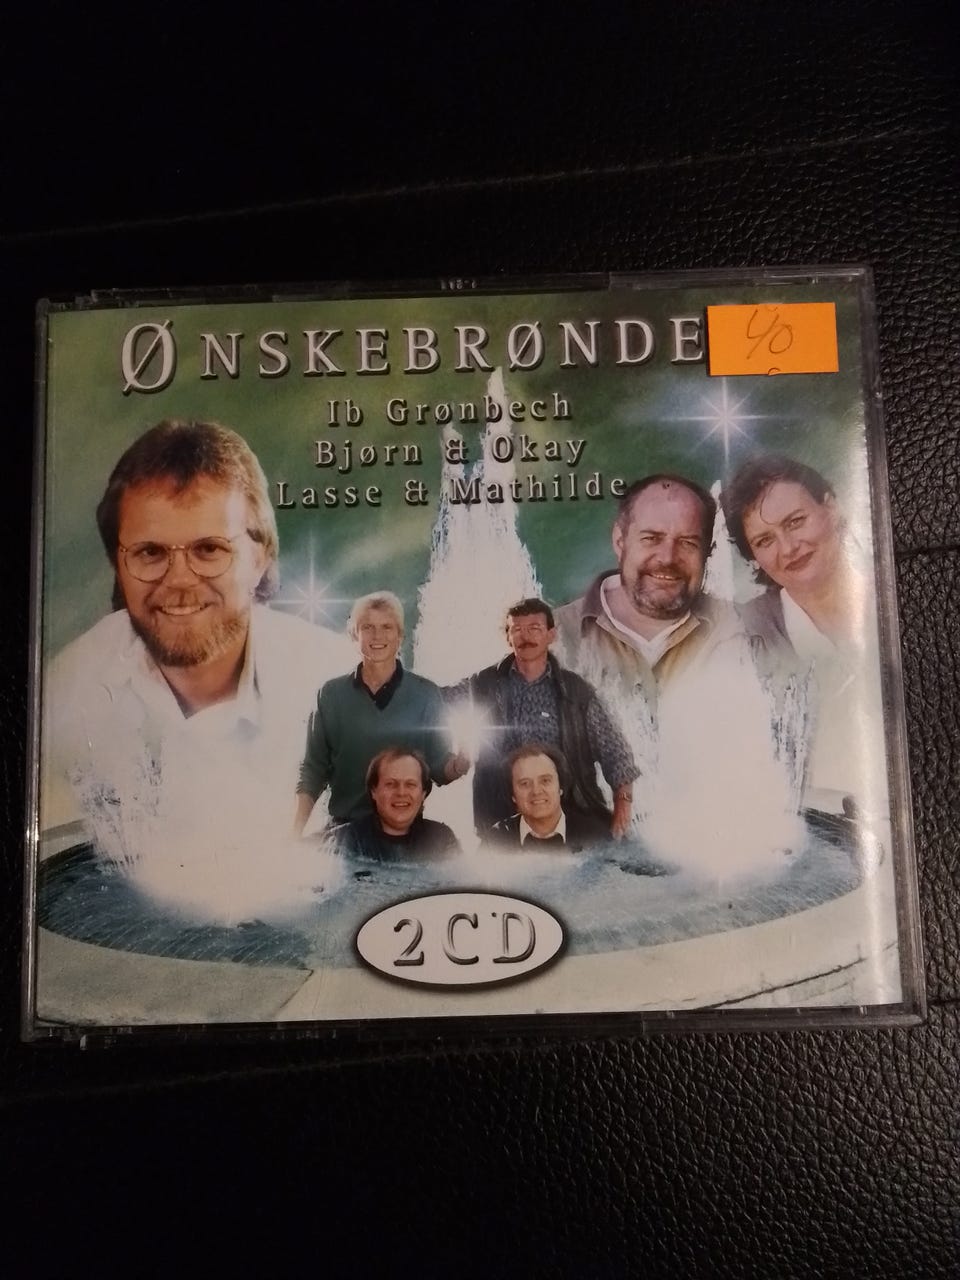 ØNSKEBRØNDE
40
Ib Grønbech
Bjørn & Okay
Lasse & Mathilde
2CD